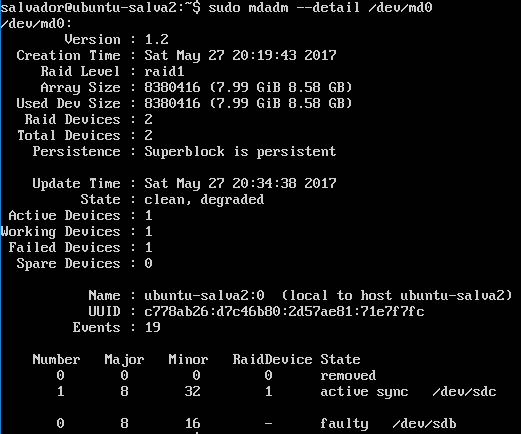 salvador@ubuntu-salva2:~$ sudo mdadm --detail /dev/md0
/dev/md0:
Version : 1.2
Creation Time : Sat May 27 20:19:43 2017
Raid Level : raid1
Array Size : 8380416 (7.99 GiB 8.58 GB)
Used Dev Size : 8380416 (7.99 GiB 8.58 GB)
Raid Devices : 2
Total Devices : 2
Persistence : Superblock is persistent
Update Time : Sat May 27 20:34:38 2017
State : clean, degraded
Active Devices : 1
Working Devices : 1
Failed Devices : 1
Spare Devices : 0
Name : ubuntu-salva2:0 (local to host ubuntu-salva2)
UUID : c778ab26:d7c46b80:2d57ae81:71e7f7fc
Events : 19
Number Major Minor RaidDevice State
0 0 0 0 removed
1 8 32 1 active sync /dev/sdc
0 8 16 - faulty /dev/sdb